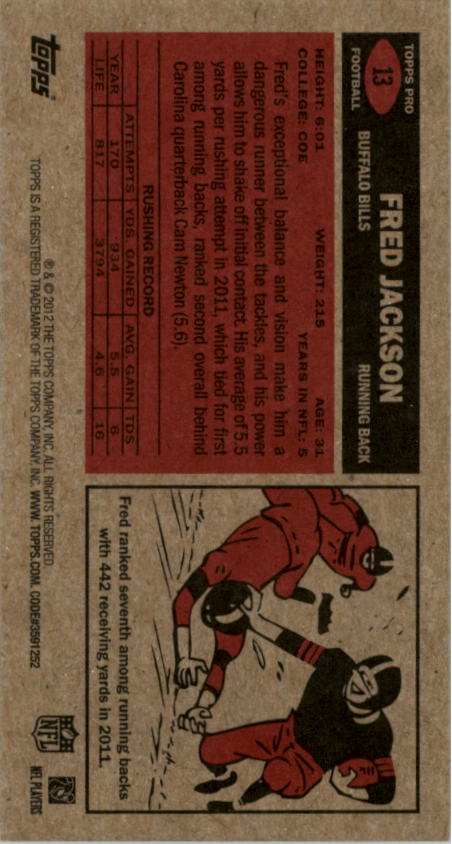 TOPPS PRO
13
FOOTBALL
FRED JACKSON
BUFFALO BILLS RUNNING BACK
HEIGHT: 6:01 WEIGHT: 215 AGE: 31
COLLEGE: COE YEARS IN NFL: 5
Fred's exceptional balance and vision make him a
dangerous runner between the tackles, and his power
allows him to shake off initial contact. His average of 5.5
yards per rushing attempt in 2011, which tied for first
among running backs, ranked second overall behind
Carolina quarterback Cam Newton (5.6).
RUSHING RECORD
ATTEMPTS YDS. GAINED AVG. GAIN TDS
YEAR 170 934 5.5 6
LIFE 817 3794 4.6 16
Fred ranked seventh among running backs
with 442 receiving yards in 2011.
Topps
® & © 2012 THE TOPPS COMPANY, INC. ALL RIGHTS RESERVED.
TOPPS IS A REGISTERED TRADEMARK OF THE TOPPS COMPANY, INC. WWW.TOPPS.COM. CODE#3591252
NFL
NFL PLAYERS